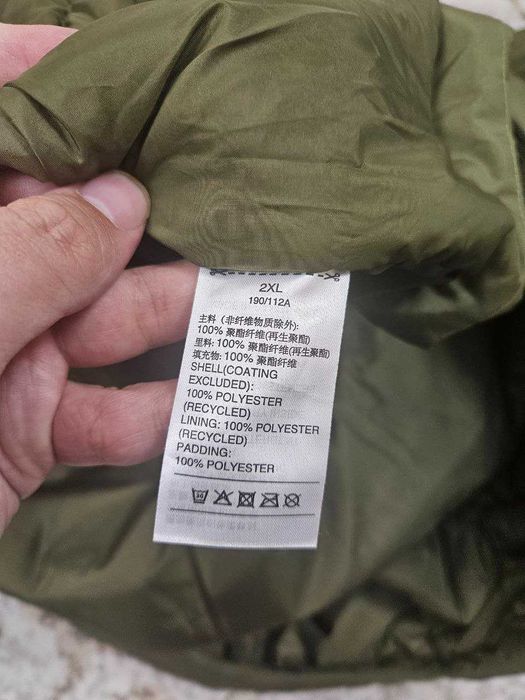 2XL
190/112A
主料 (非纤维物质除外):
100% 聚酯纤维(再生聚酯)
里料: 100% 聚酯纤维(再生聚酯)
填充物: 100% 聚酯纤维
SHELL(COATING
EXCLUDED):
100% POLYESTER
(RECYCLED)
LINING: 100% POLYESTER
(RECYCLED)
PADDING:
100% POLYESTER
30